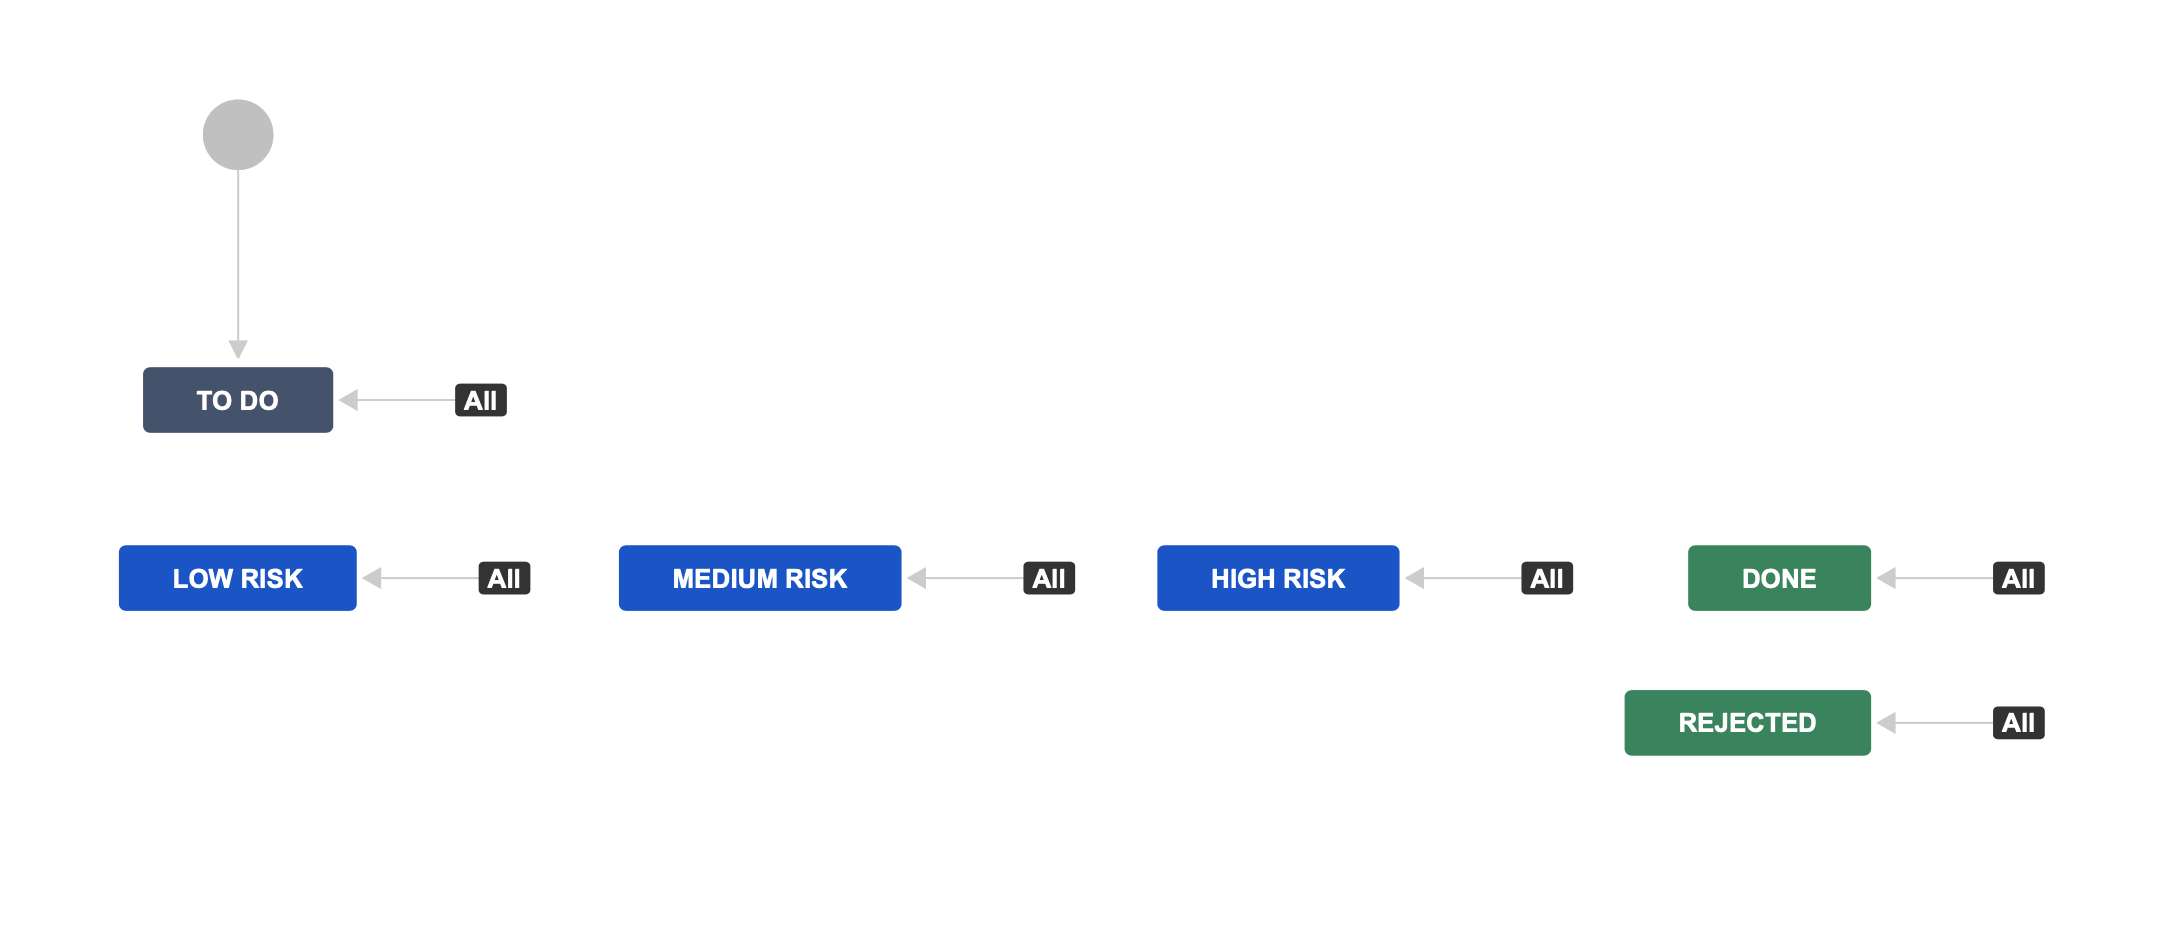 TO DO
All
LOW RISK
All
MEDIUM RISK
All
HIGH RISK
All
DONE
All
REJECTED
All